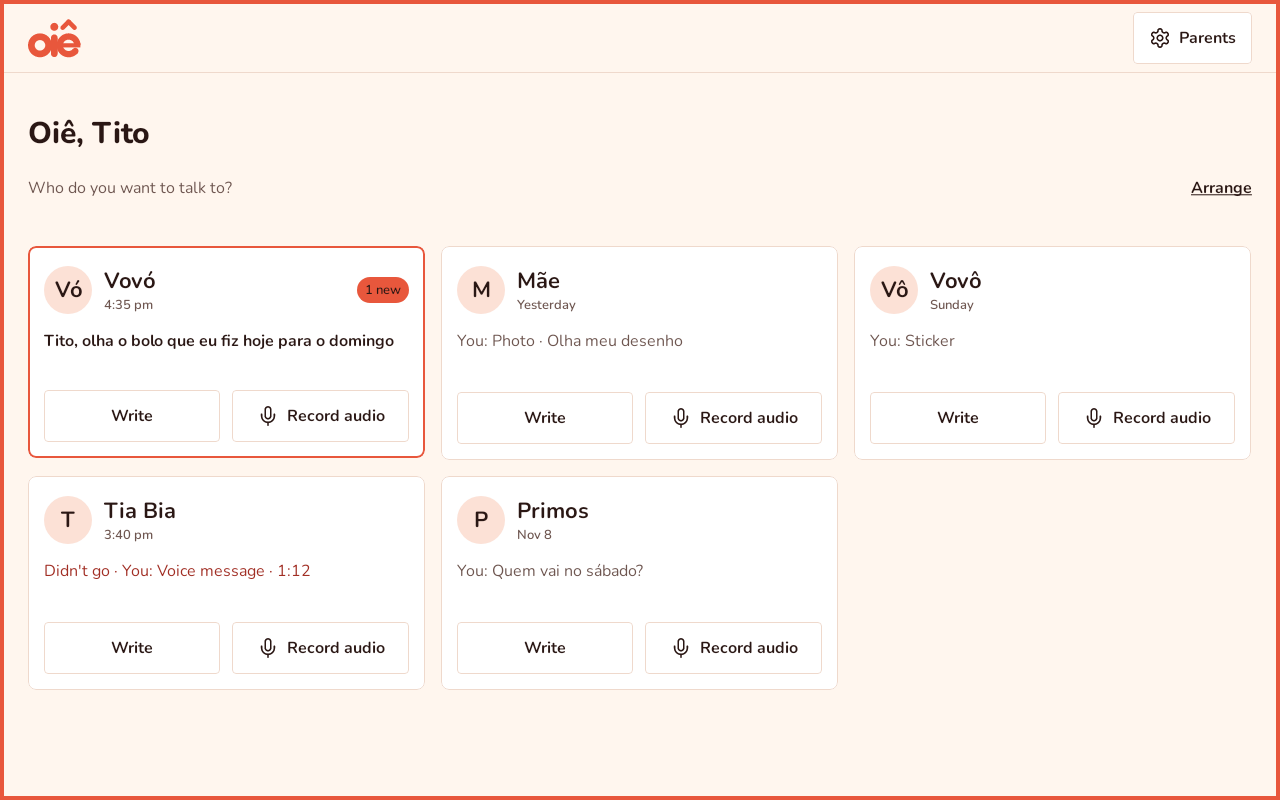 oiê
Parents
Oiê, Tito
Who do you want to talk to?
Arrange
Vó
Vovó
4:35 pm
1 new
Tito, olha o bolo que eu fiz hoje para o domingo
Write
Record audio
M
Mãe
Yesterday
You: Photo · Olha meu desenho
Write
Record audio
Vô
Vovô
Sunday
You: Sticker
Write
Record audio
T
Tia Bia
3:40 pm
Didn't go · You: Voice message · 1:12
Write
Record audio
P
Primos
Nov 8
You: Quem vai no sábado?
Write
Record audio